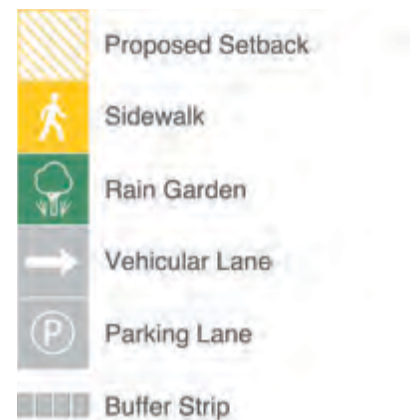 Proposed Setback
Sidewalk
Rain Garden
Vehicular Lane
P Parking Lane
Buffer Strip